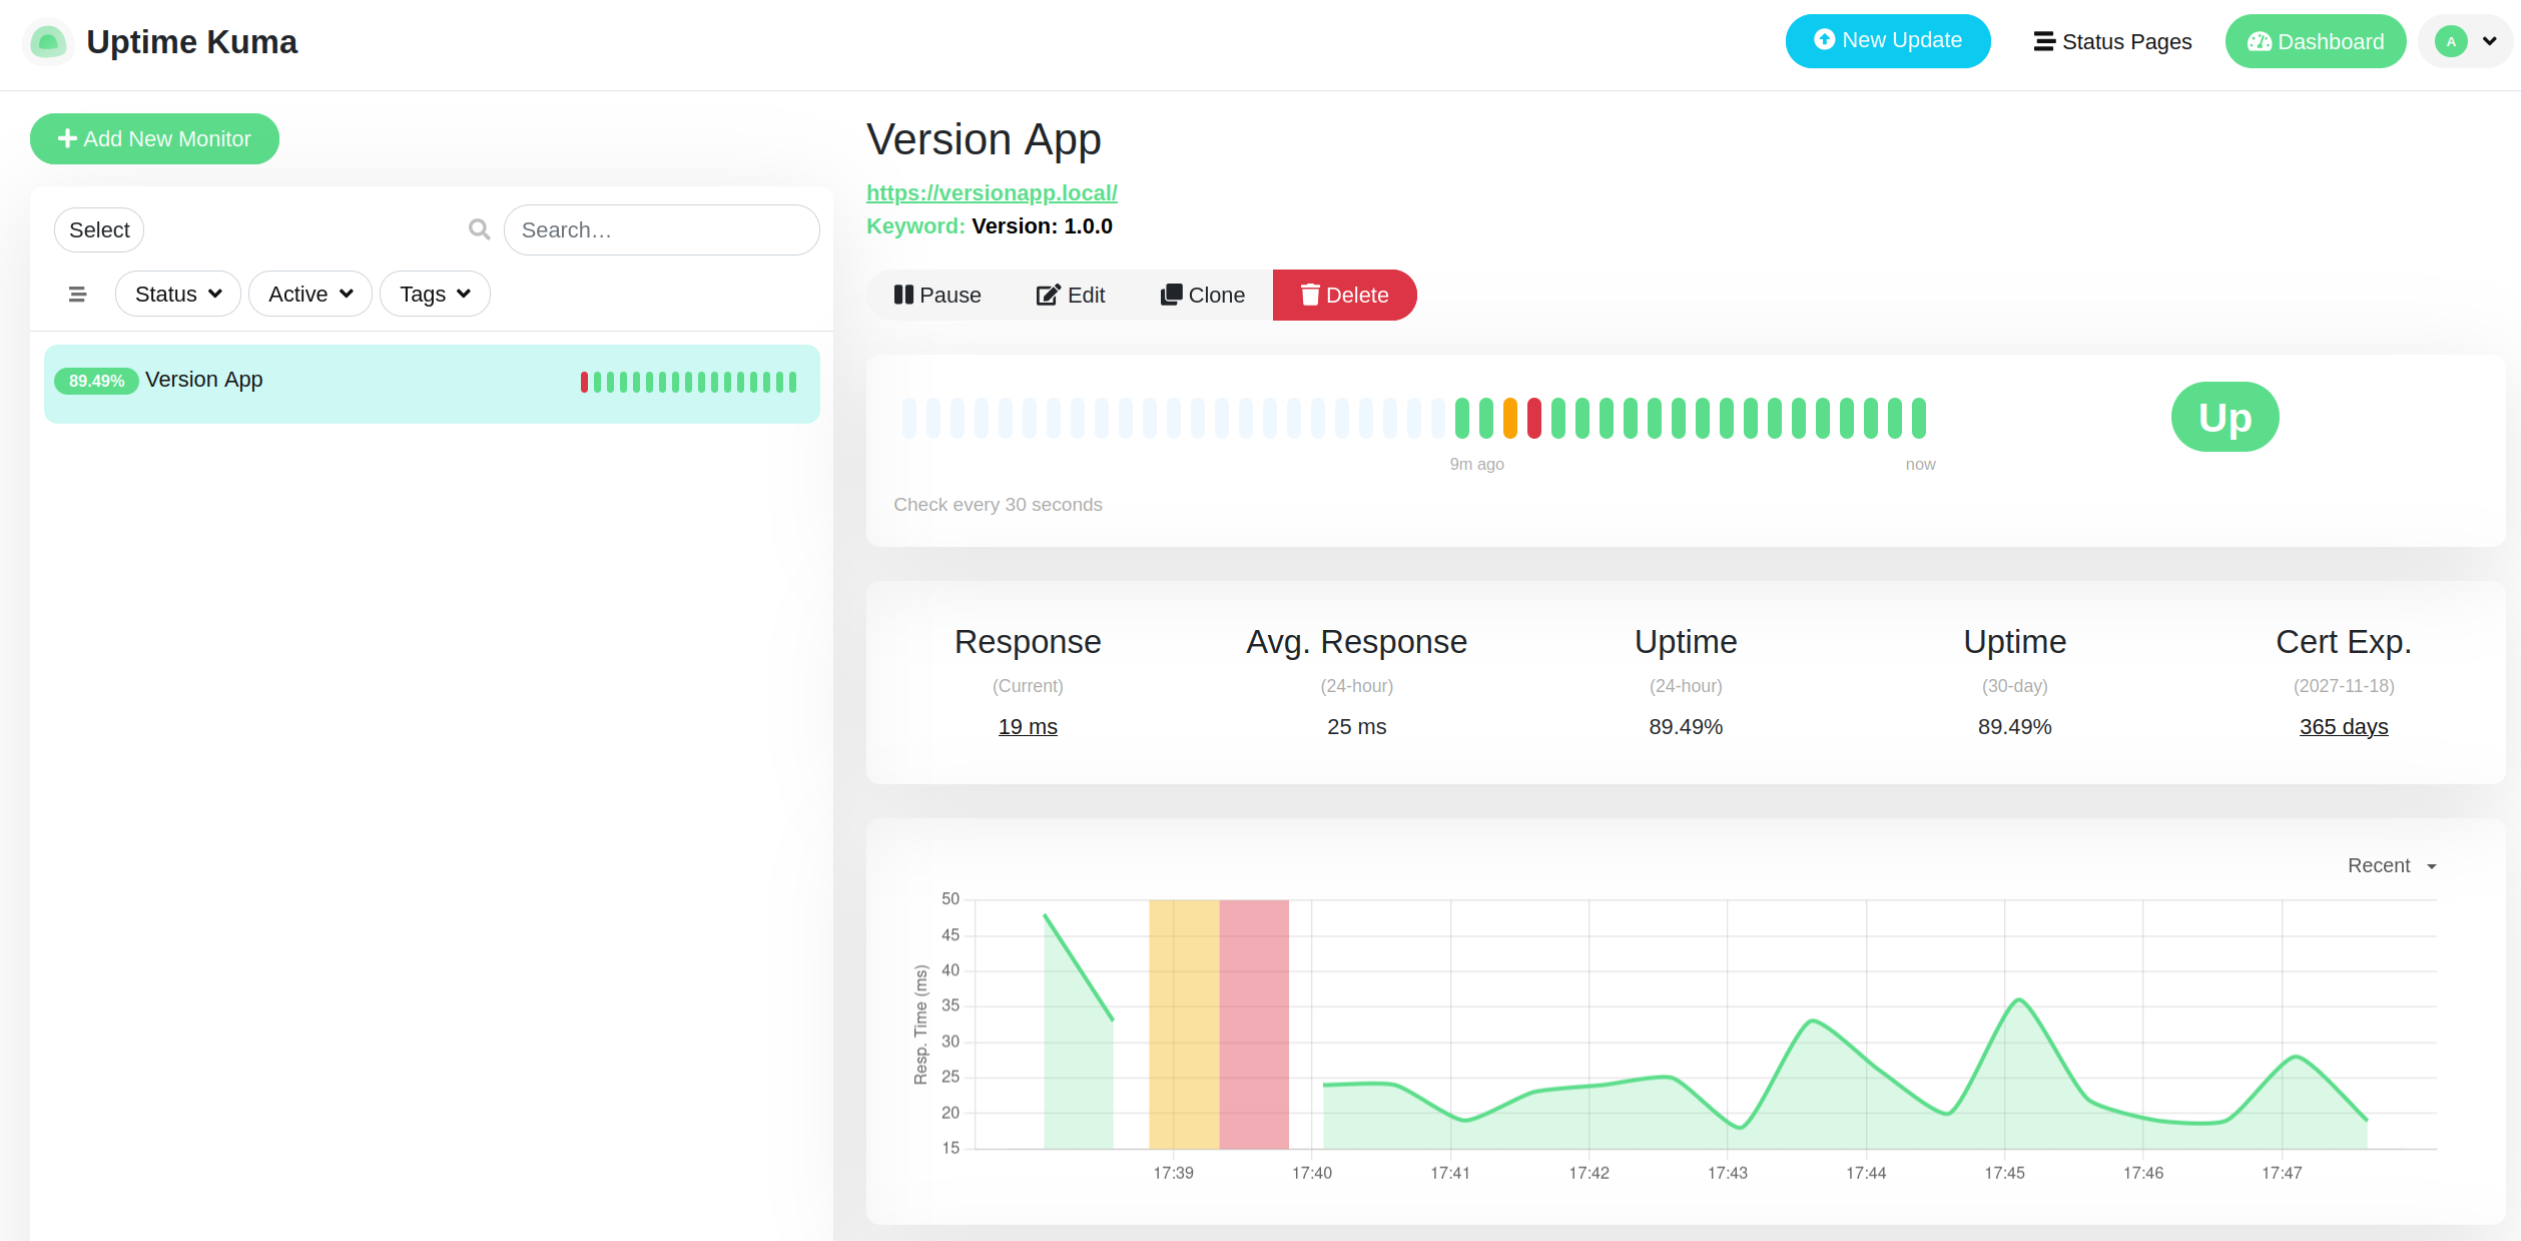 Uptime Kuma
New Update
Status Pages
Dashboard
A
Add New Monitor
Select
Search…
Status
Active
Tags
89.49% Version App
Version App
https://versionapp.local/
Keyword: Version: 1.0.0
Pause
Edit
Clone
Delete
Up
9m ago
now
Check every 30 seconds
Response
(Current)
19 ms
Avg. Response
(24-hour)
25 ms
Uptime
(24-hour)
89.49%
Uptime
(30-day)
89.49%
Cert Exp.
(2027-11-18)
365 days
Recent
Resp. Time (ms)
50
45
40
35
30
25
20
15
17:39 17:40 17:41 17:42 17:43 17:44 17:45 17:46 17:47